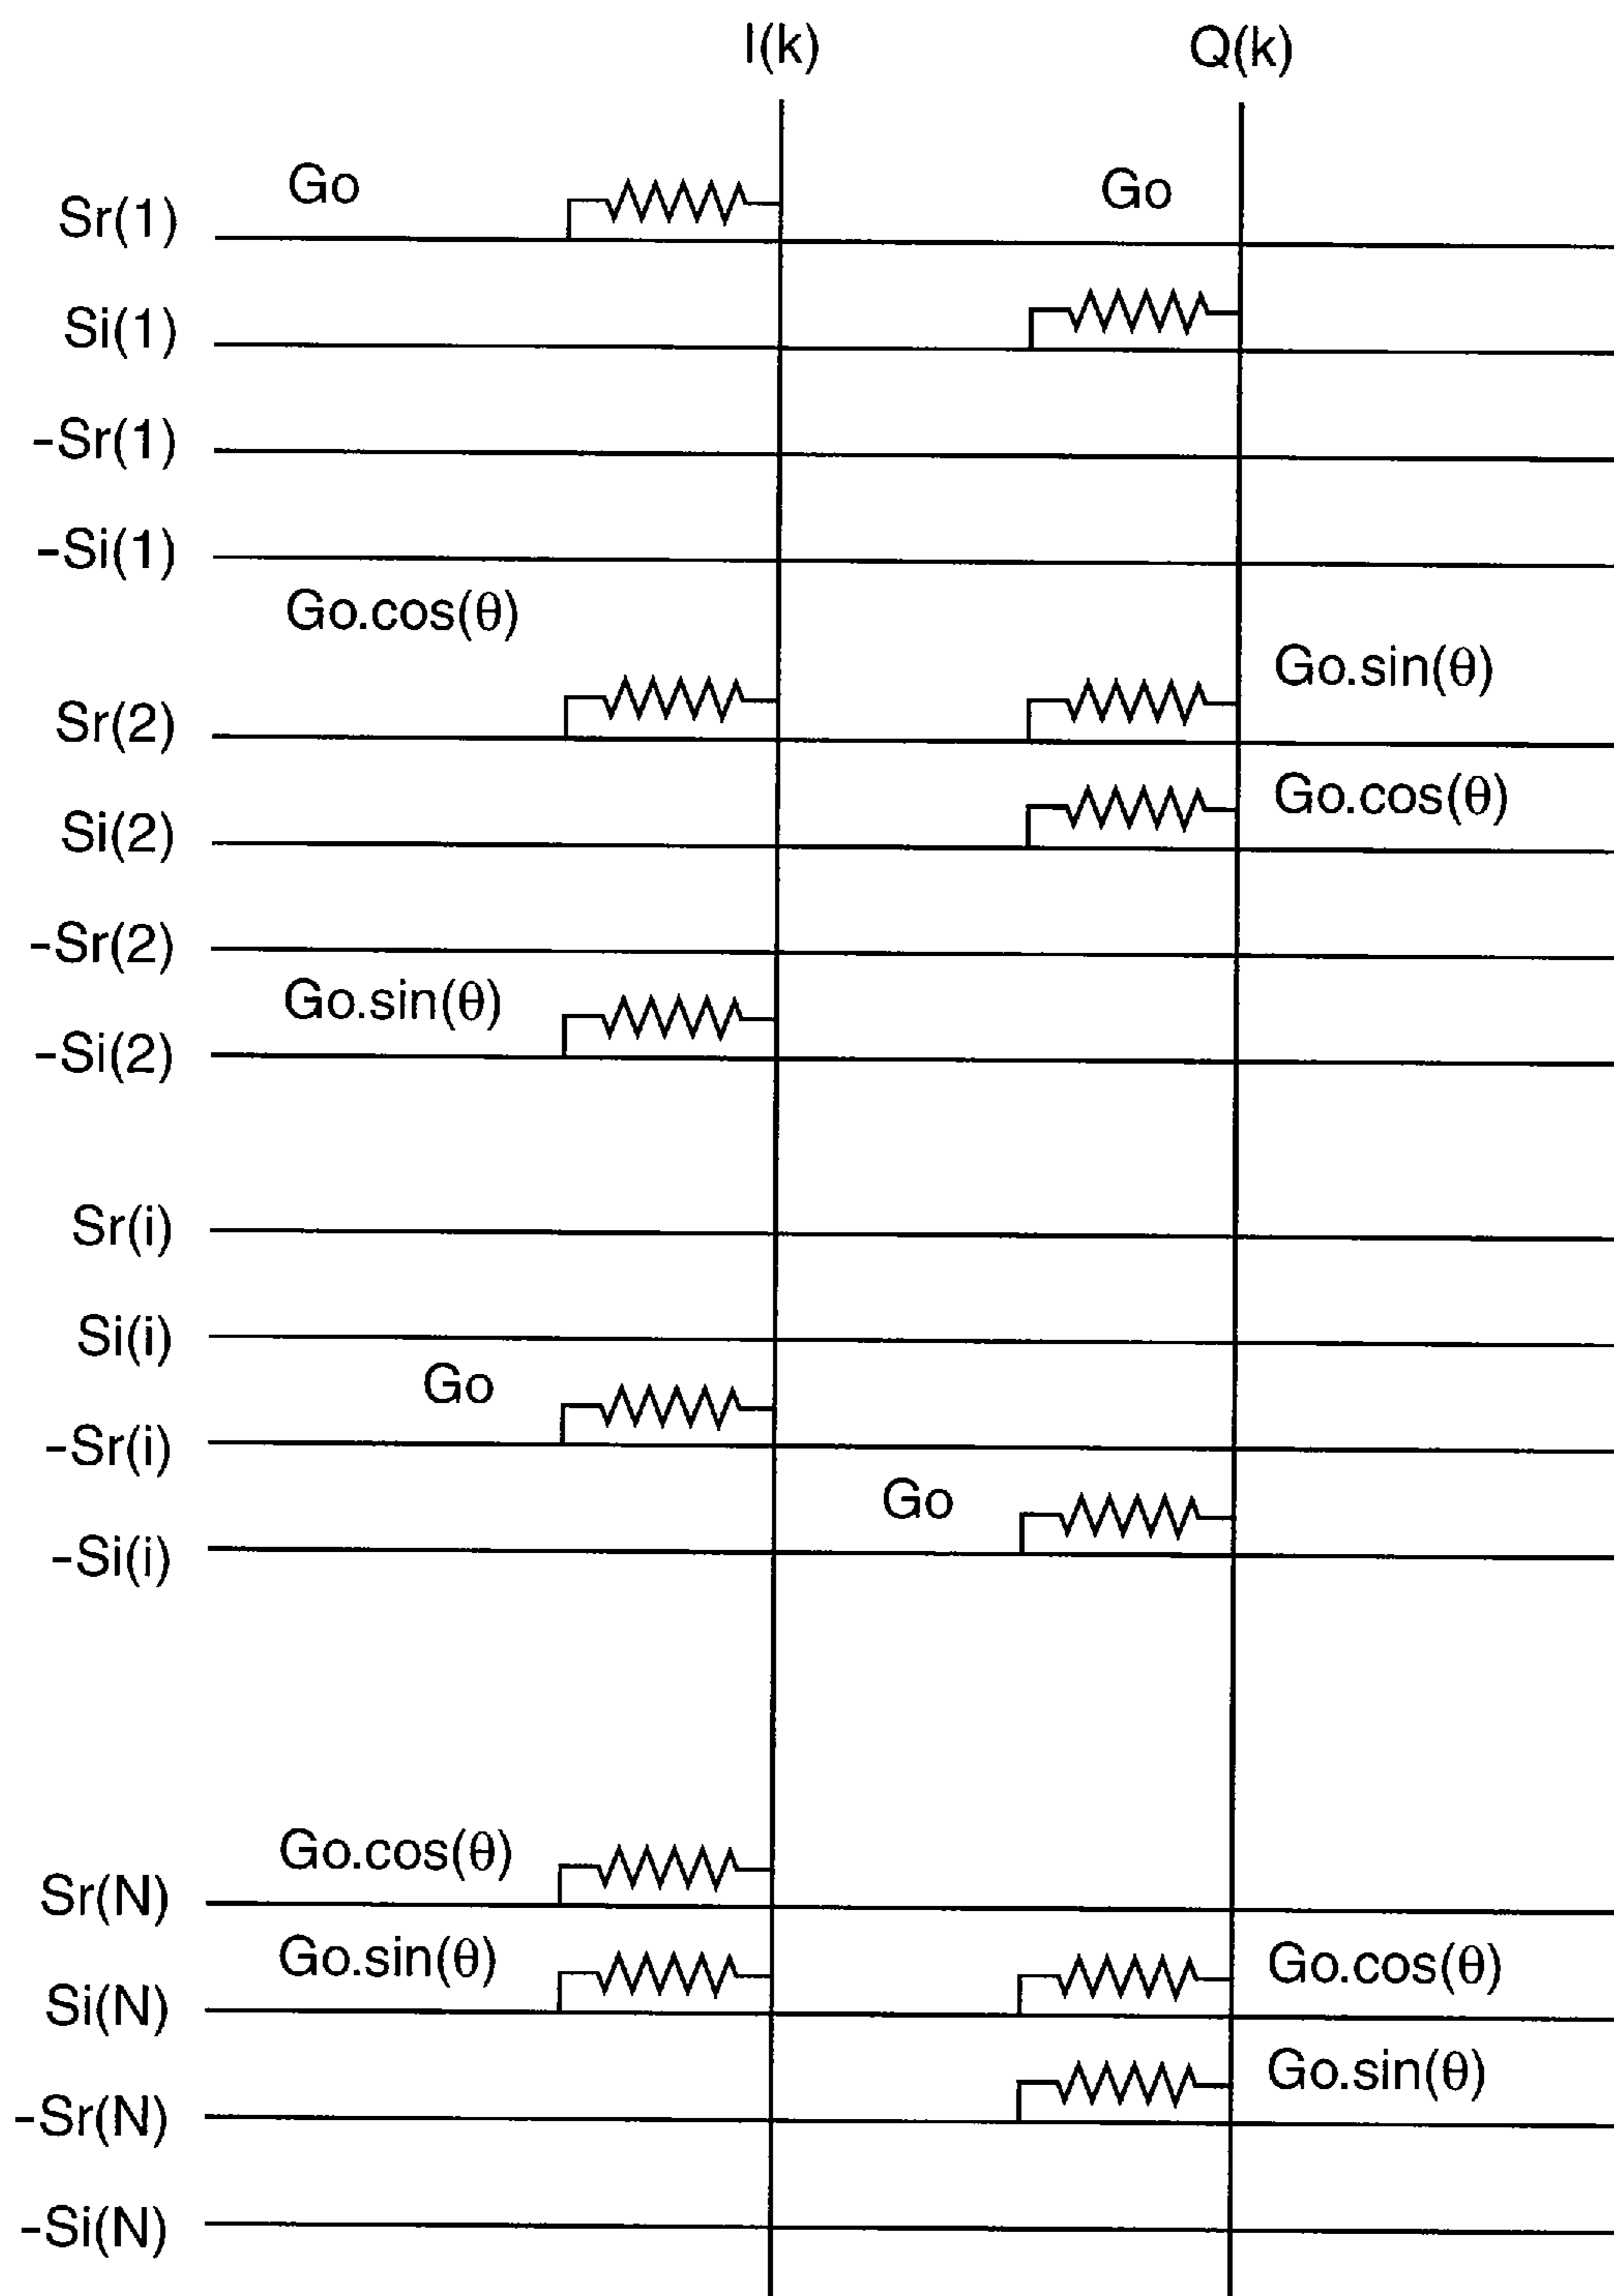 I(k) Q(k)
Go Go
Sr(1)
Si(1)
-Sr(1)
-Si(1)
Go.cos(θ)
Go.sin(θ)
Sr(2)
Go.cos(θ)
Si(2)
-Sr(2)
Go.sin(θ)
-Si(2)
Sr(i)
Si(i)
Go
-Sr(i)
Go
-Si(i)
Go.cos(θ)
Sr(N)
Go.sin(θ) Go.cos(θ)
Si(N)
Go.sin(θ)
-Sr(N)
-Si(N)